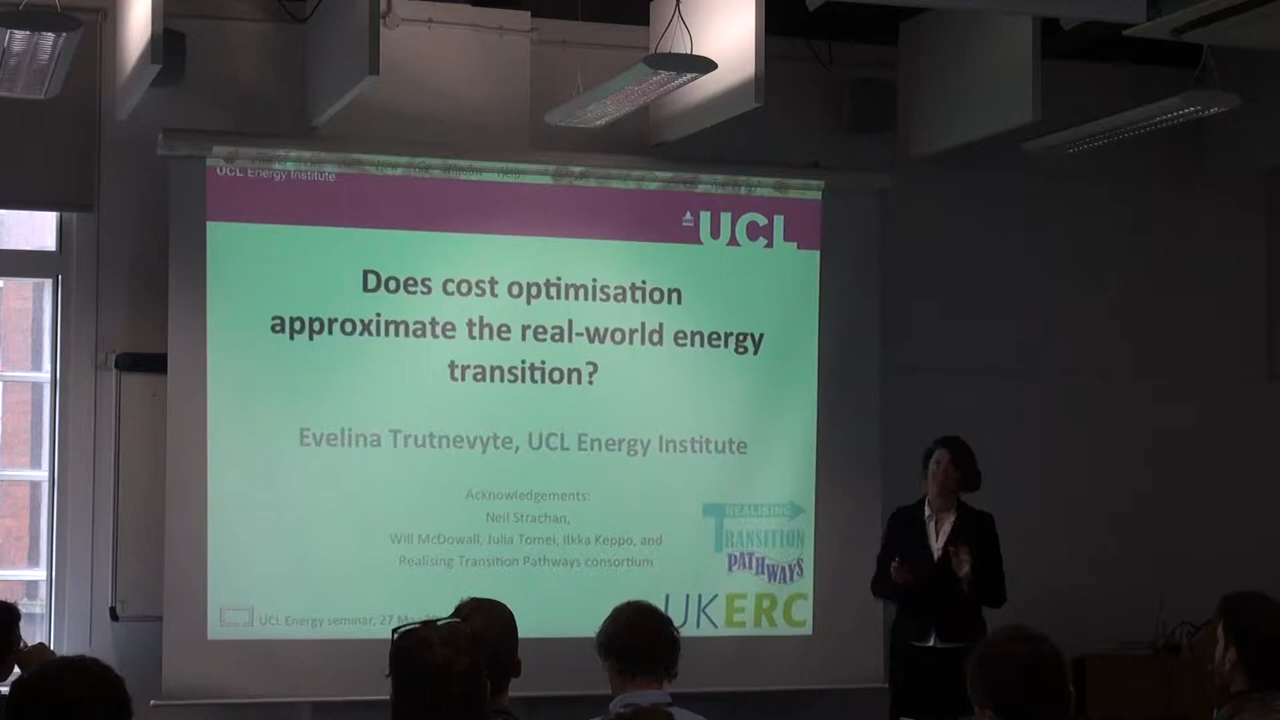 UCL Energy Institute
UCL
Does cost optimisation
approximate the real-world energy
transition?
Evelina Trutnevyte, UCL Energy Institute
Acknowledgements:
Neil Strachan,
Will McDowall, Julia Tomei, Ilkka Keppo, and
Realising Transition Pathways consortium
REALISING
TRANSITION
PATHWAYS
UKERC
UCL Energy seminar, 27